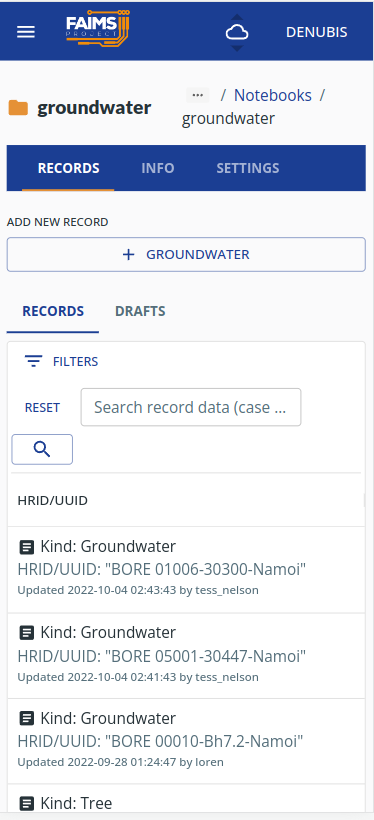 FAIMS
PROJECT
DENUBIS
groundwater
... / Notebooks /
groundwater
RECORDS INFO SETTINGS
ADD NEW RECORD
+ GROUNDWATER
RECORDS DRAFTS
FILTERS
RESET Search record data (case ...
HRID/UUID
Kind: Groundwater
HRID/UUID: "BORE 01006-30300-Namoi"
Updated 2022-10-04 02:43:43 by tess_nelson
Kind: Groundwater
HRID/UUID: "BORE 05001-30447-Namoi"
Updated 2022-10-04 02:41:43 by tess_nelson
Kind: Groundwater
HRID/UUID: "BORE 00010-Bh7.2-Namoi"
Updated 2022-09-28 01:24:47 by loren
Kind: Tree